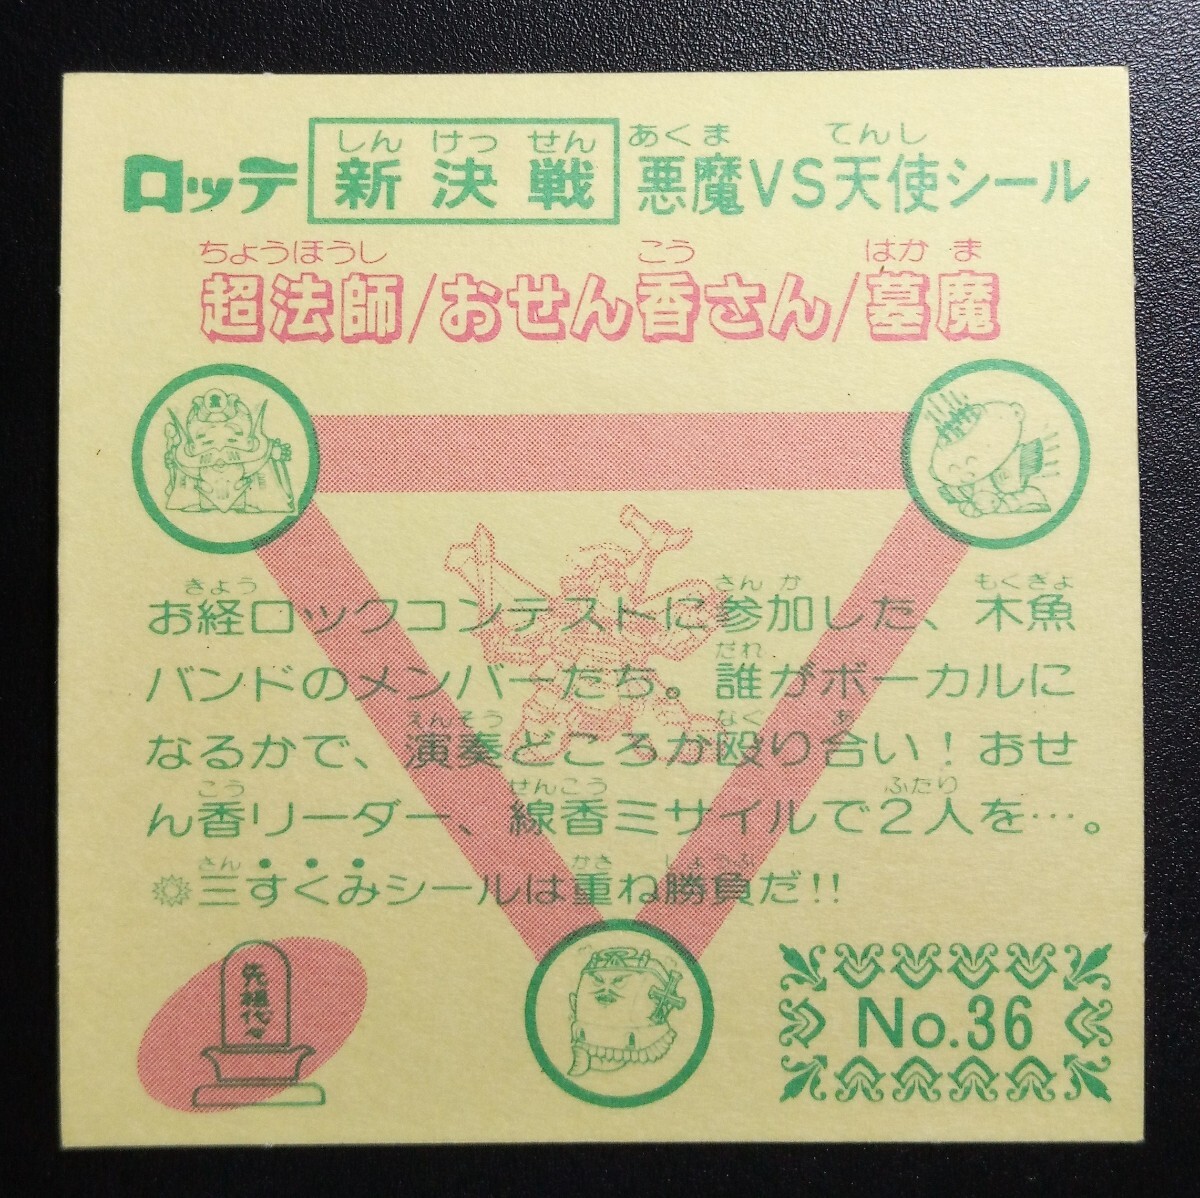 しん けっ せん あくま てんし
ロッテ 新決戦 悪魔VS天使シール
ちょうほうし こう はか ま
超法師/おせん香さん/墓魔
きょう さん か もくぎょ
お経ロックコンテストに参加した、木魚
だれ
バンドのメンバーたち。誰がボーカルに
えんそう なぐ あ
なるかで、演奏どころか殴り合い！おせ
こう せんこう ふたり
ん香リーダー、線香ミサイルで2人を…。
さん かさ しょうぶ
三すくみシールは重ね勝負だ!!
先祖代々
No.36